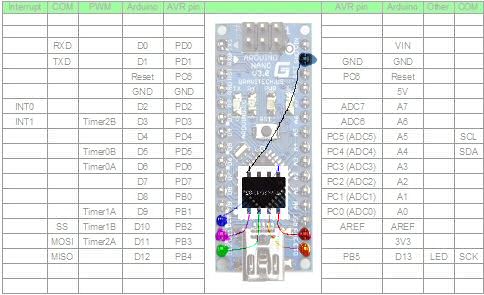 Interrupt COM PWM Arduino AVR pin AVR pin Arduino Other COM
RXD D0 PD0 VIN
TXD D1 PD1 GND GND
Reset PC6 PC6 Reset
GND GND 5V
INT0 D2 PD2 ADC7 A7
INT1 Timer2B D3 PD3 ADC6 A6
D4 PD4 PC5 (ADC5) A5 SCL
Timer0B D5 PD5 PC4 (ADC4) A4 SDA
Timer0A D6 PD6 PC3 (ADC3) A3
D7 PD7 PC2 (ADC2) A2
D8 PB0 PC1 (ADC1) A1
Timer1A D9 PB1 PC0 (ADC0) A0
SS Timer1B D10 PB2 AREF AREF
MOSI Timer2A D11 PB3 3V3
MISO D12 PB4 PB5 D13 LED SCK
ARDUINO
NANO
V3.0
GRAVITECH.US